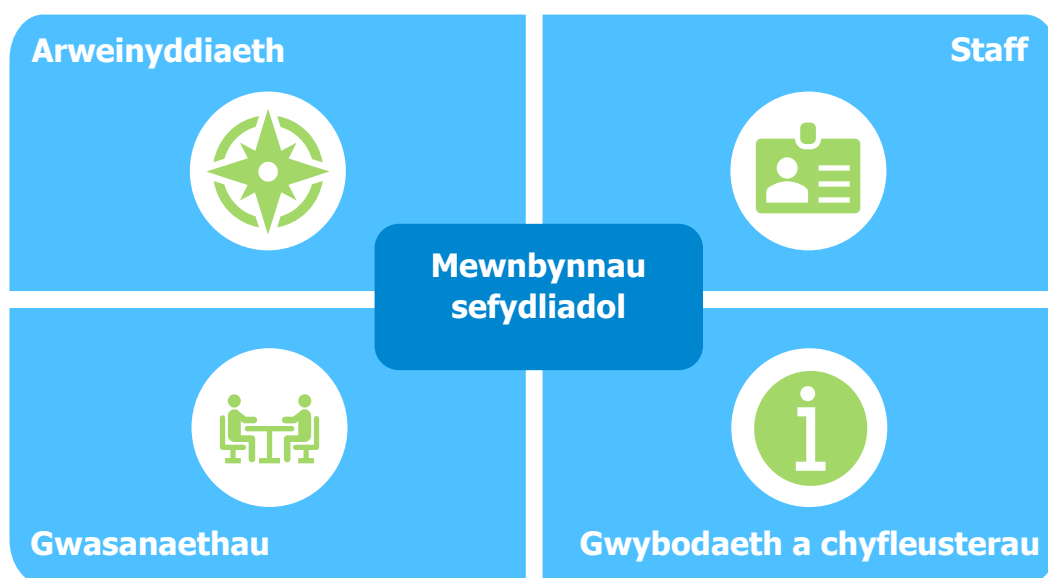 Arweinyddiaeth
Staff
Mewnbynnau
sefydliadol
Gwasanaethau
Gwybodaeth a chyfleusterau